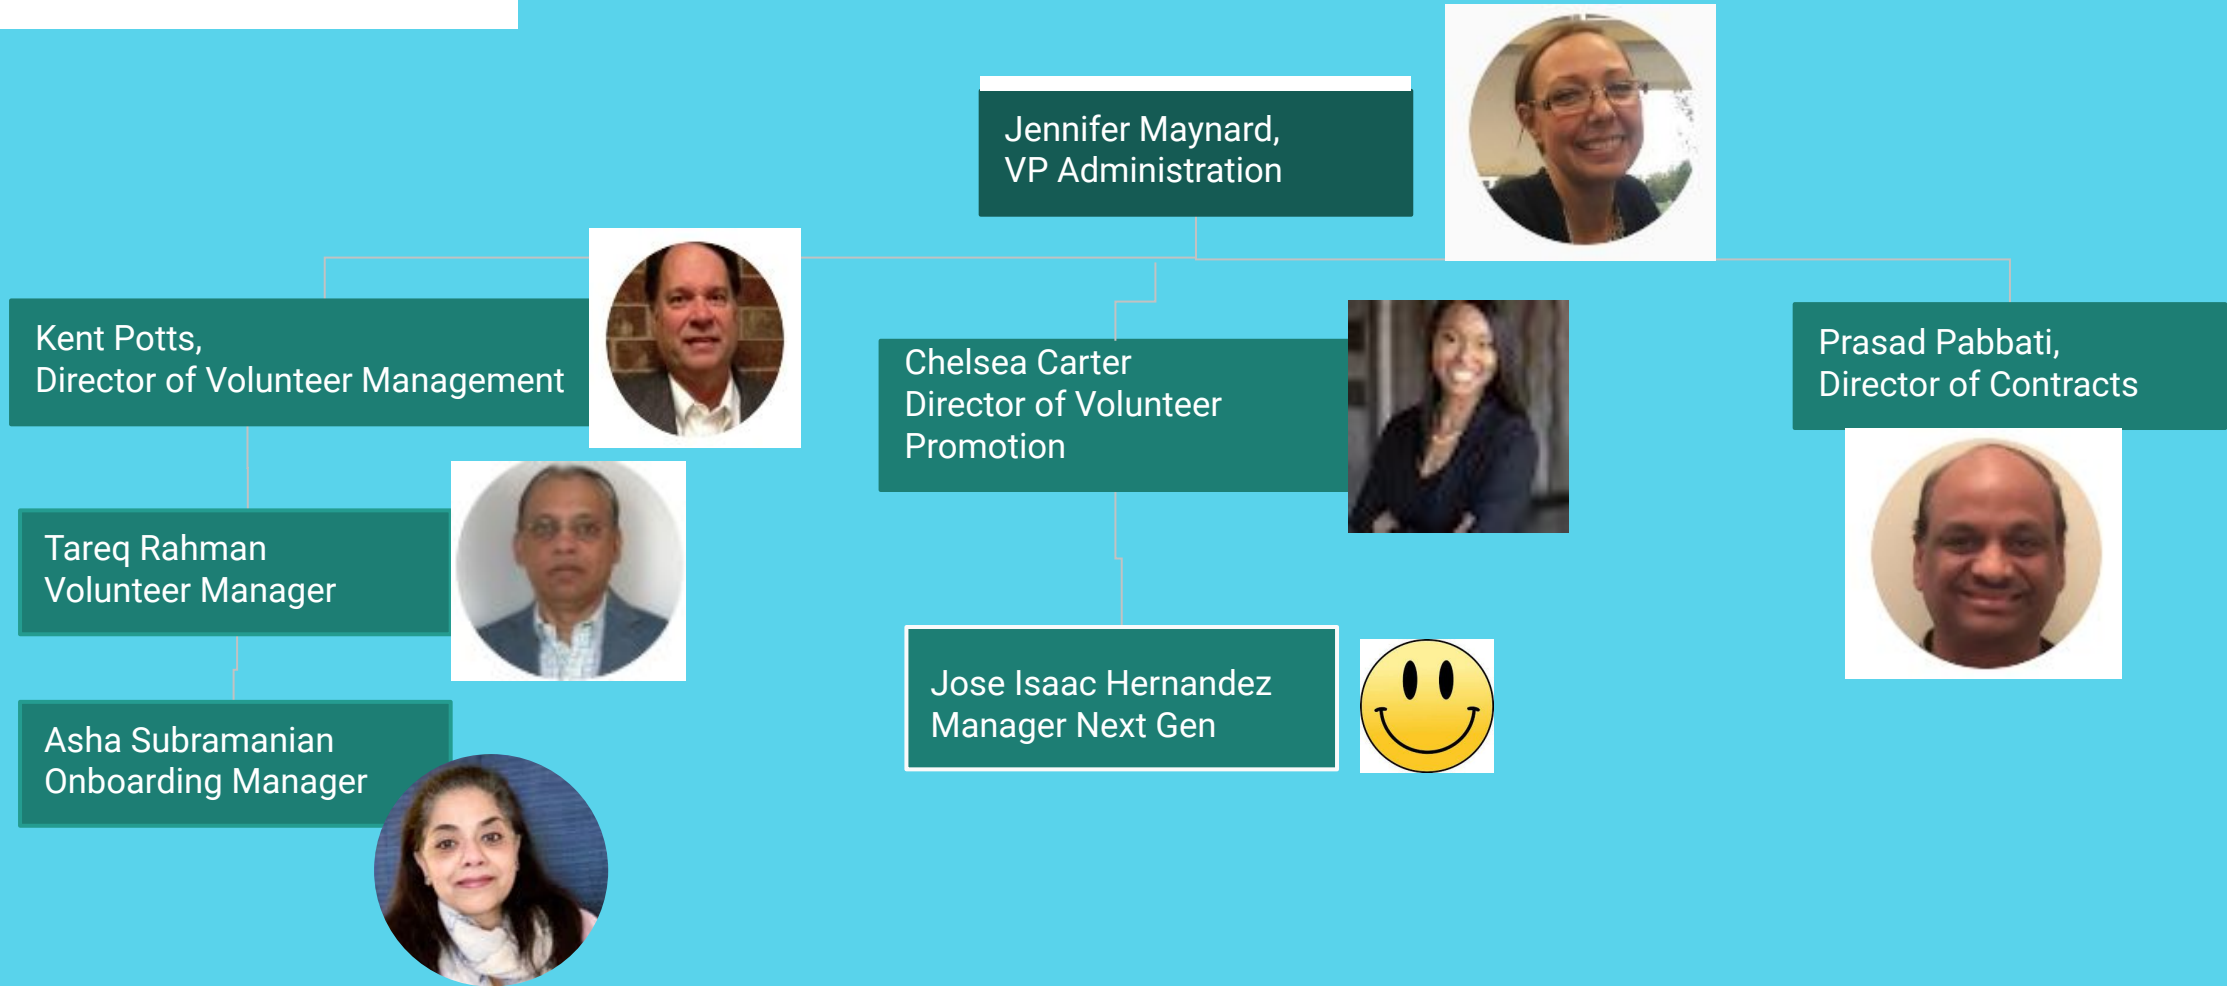 Jennifer Maynard,
VP Administration
Kent Potts,
Director of Volunteer Management
Chelsea Carter
Director of Volunteer
Promotion
Prasad Pabbati,
Director of Contracts
Tareq Rahman
Volunteer Manager
Jose Isaac Hernandez
Manager Next Gen
Asha Subramanian
Onboarding Manager